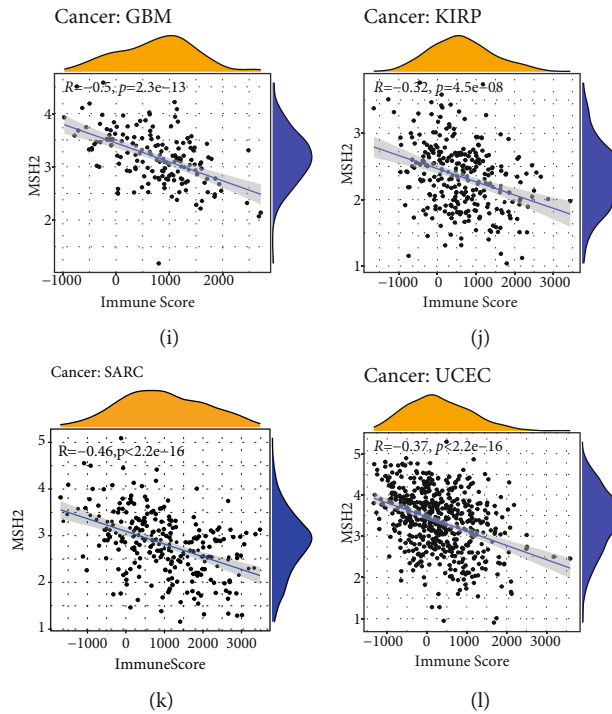 Cancer: GBM
R=−0.5, p=2.3e−13
4
3
2
MSH2
−1000 0 1000 2000
Immune Score
(i)
Cancer: KIRP
R=−0.32, p=4.5e−08
3
2
1
MSH2
−1000 0 1000 2000 3000
Immune Score
(j)
Cancer: SARC
R=−0.46,p<2.2e−16
5
4
3
2
1
MSH2
−1000 0 1000 2000 3000
ImmuneScore
(k)
Cancer: UCEC
R=−0.37, p<2.2e−16
5
4
3
2
1
MSH2
−1000 0 1000 2000 3000
Immune Score
(l)